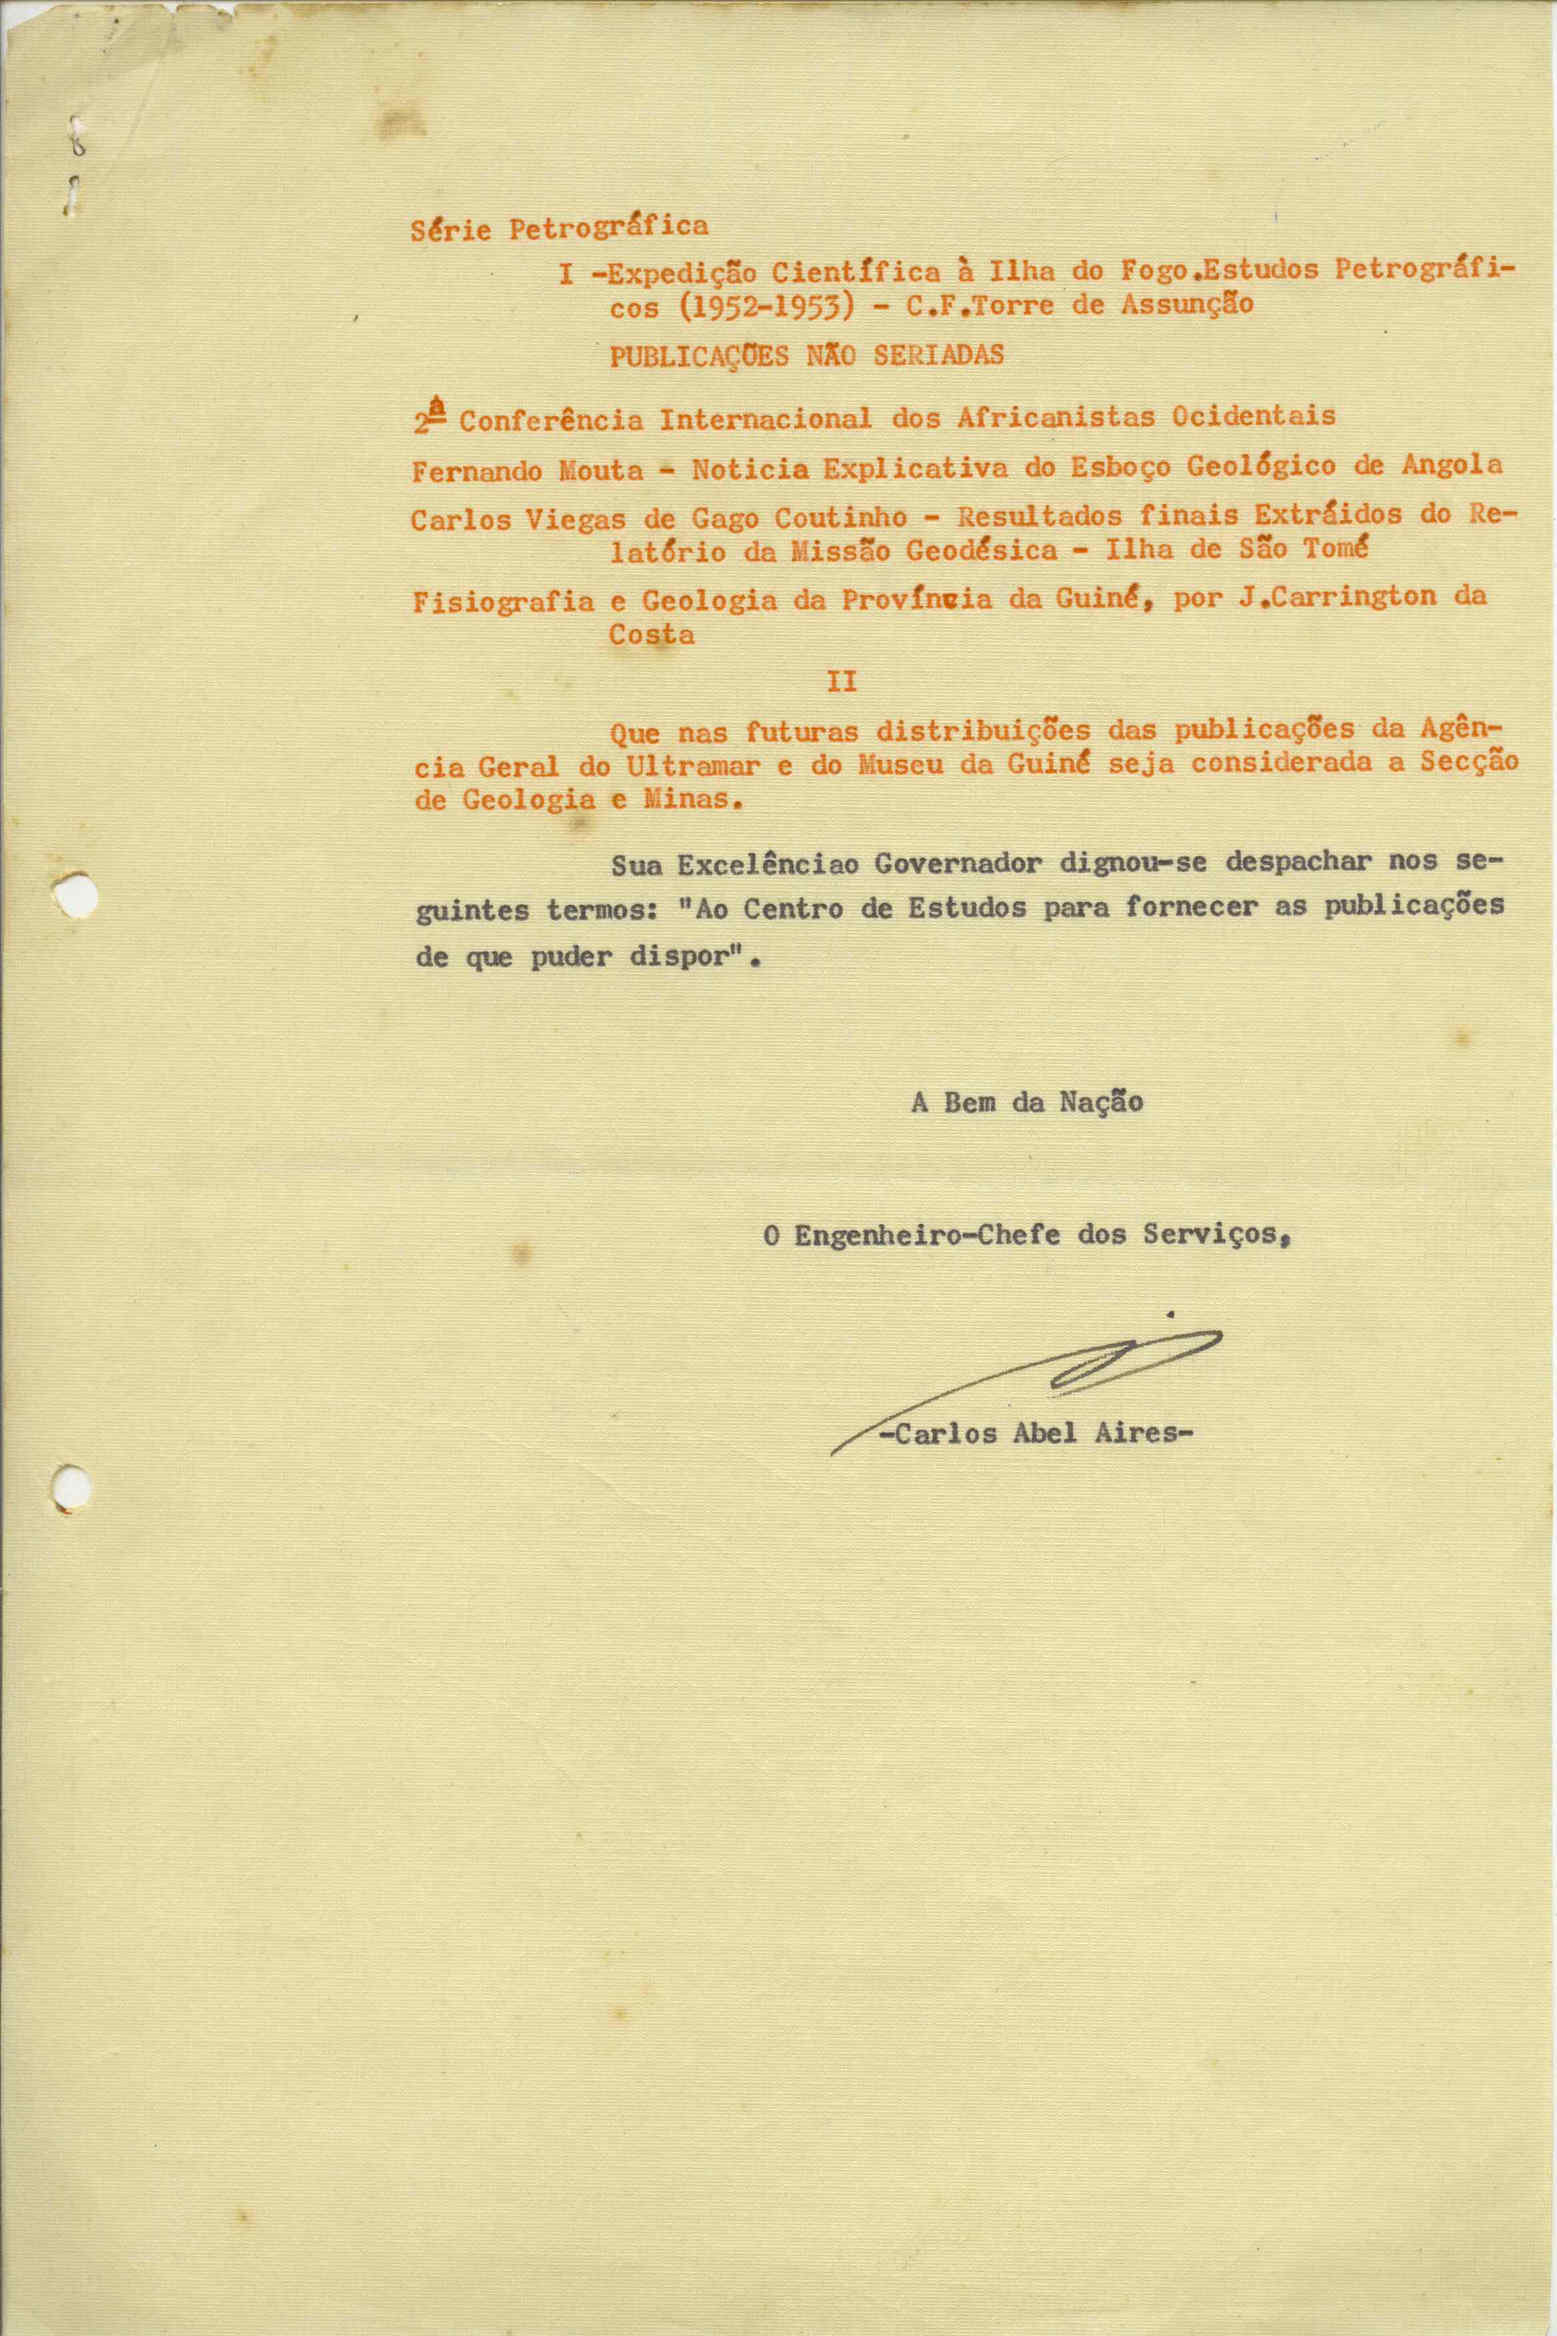 Série Petrográfica
I -Expedição Científica à Ilha do Fogo.Estudos Petrográfi-
cos (1952-1953) - C.F.Torre de Assunção
PUBLICAÇÕES NÃO SERIADAS
2ª Conferência Internacional dos Africanistas Ocidentais
Fernando Mouta - Noticia Explicativa do Esboço Geológico de Angola
Carlos Viegas de Gago Coutinho - Resultados finais Extráidos do Re-
latório da Missão Geodésica - Ilha de São Tomé
Fisiografia e Geologia da Província da Guiné, por J.Carrington da
Costa
II
Que nas futuras distribuições das publicações da Agên-
cia Geral do Ultramar e do Museu da Guiné seja considerada a Secção
de Geologia e Minas.
Sua Excelênciao Governador dignou-se despachar nos se-
guintes termos: "Ao Centro de Estudos para fornecer as publicações
de que puder dispor".
A Bem da Nação
O Engenheiro-Chefe dos Serviços,
-Carlos Abel Aires-